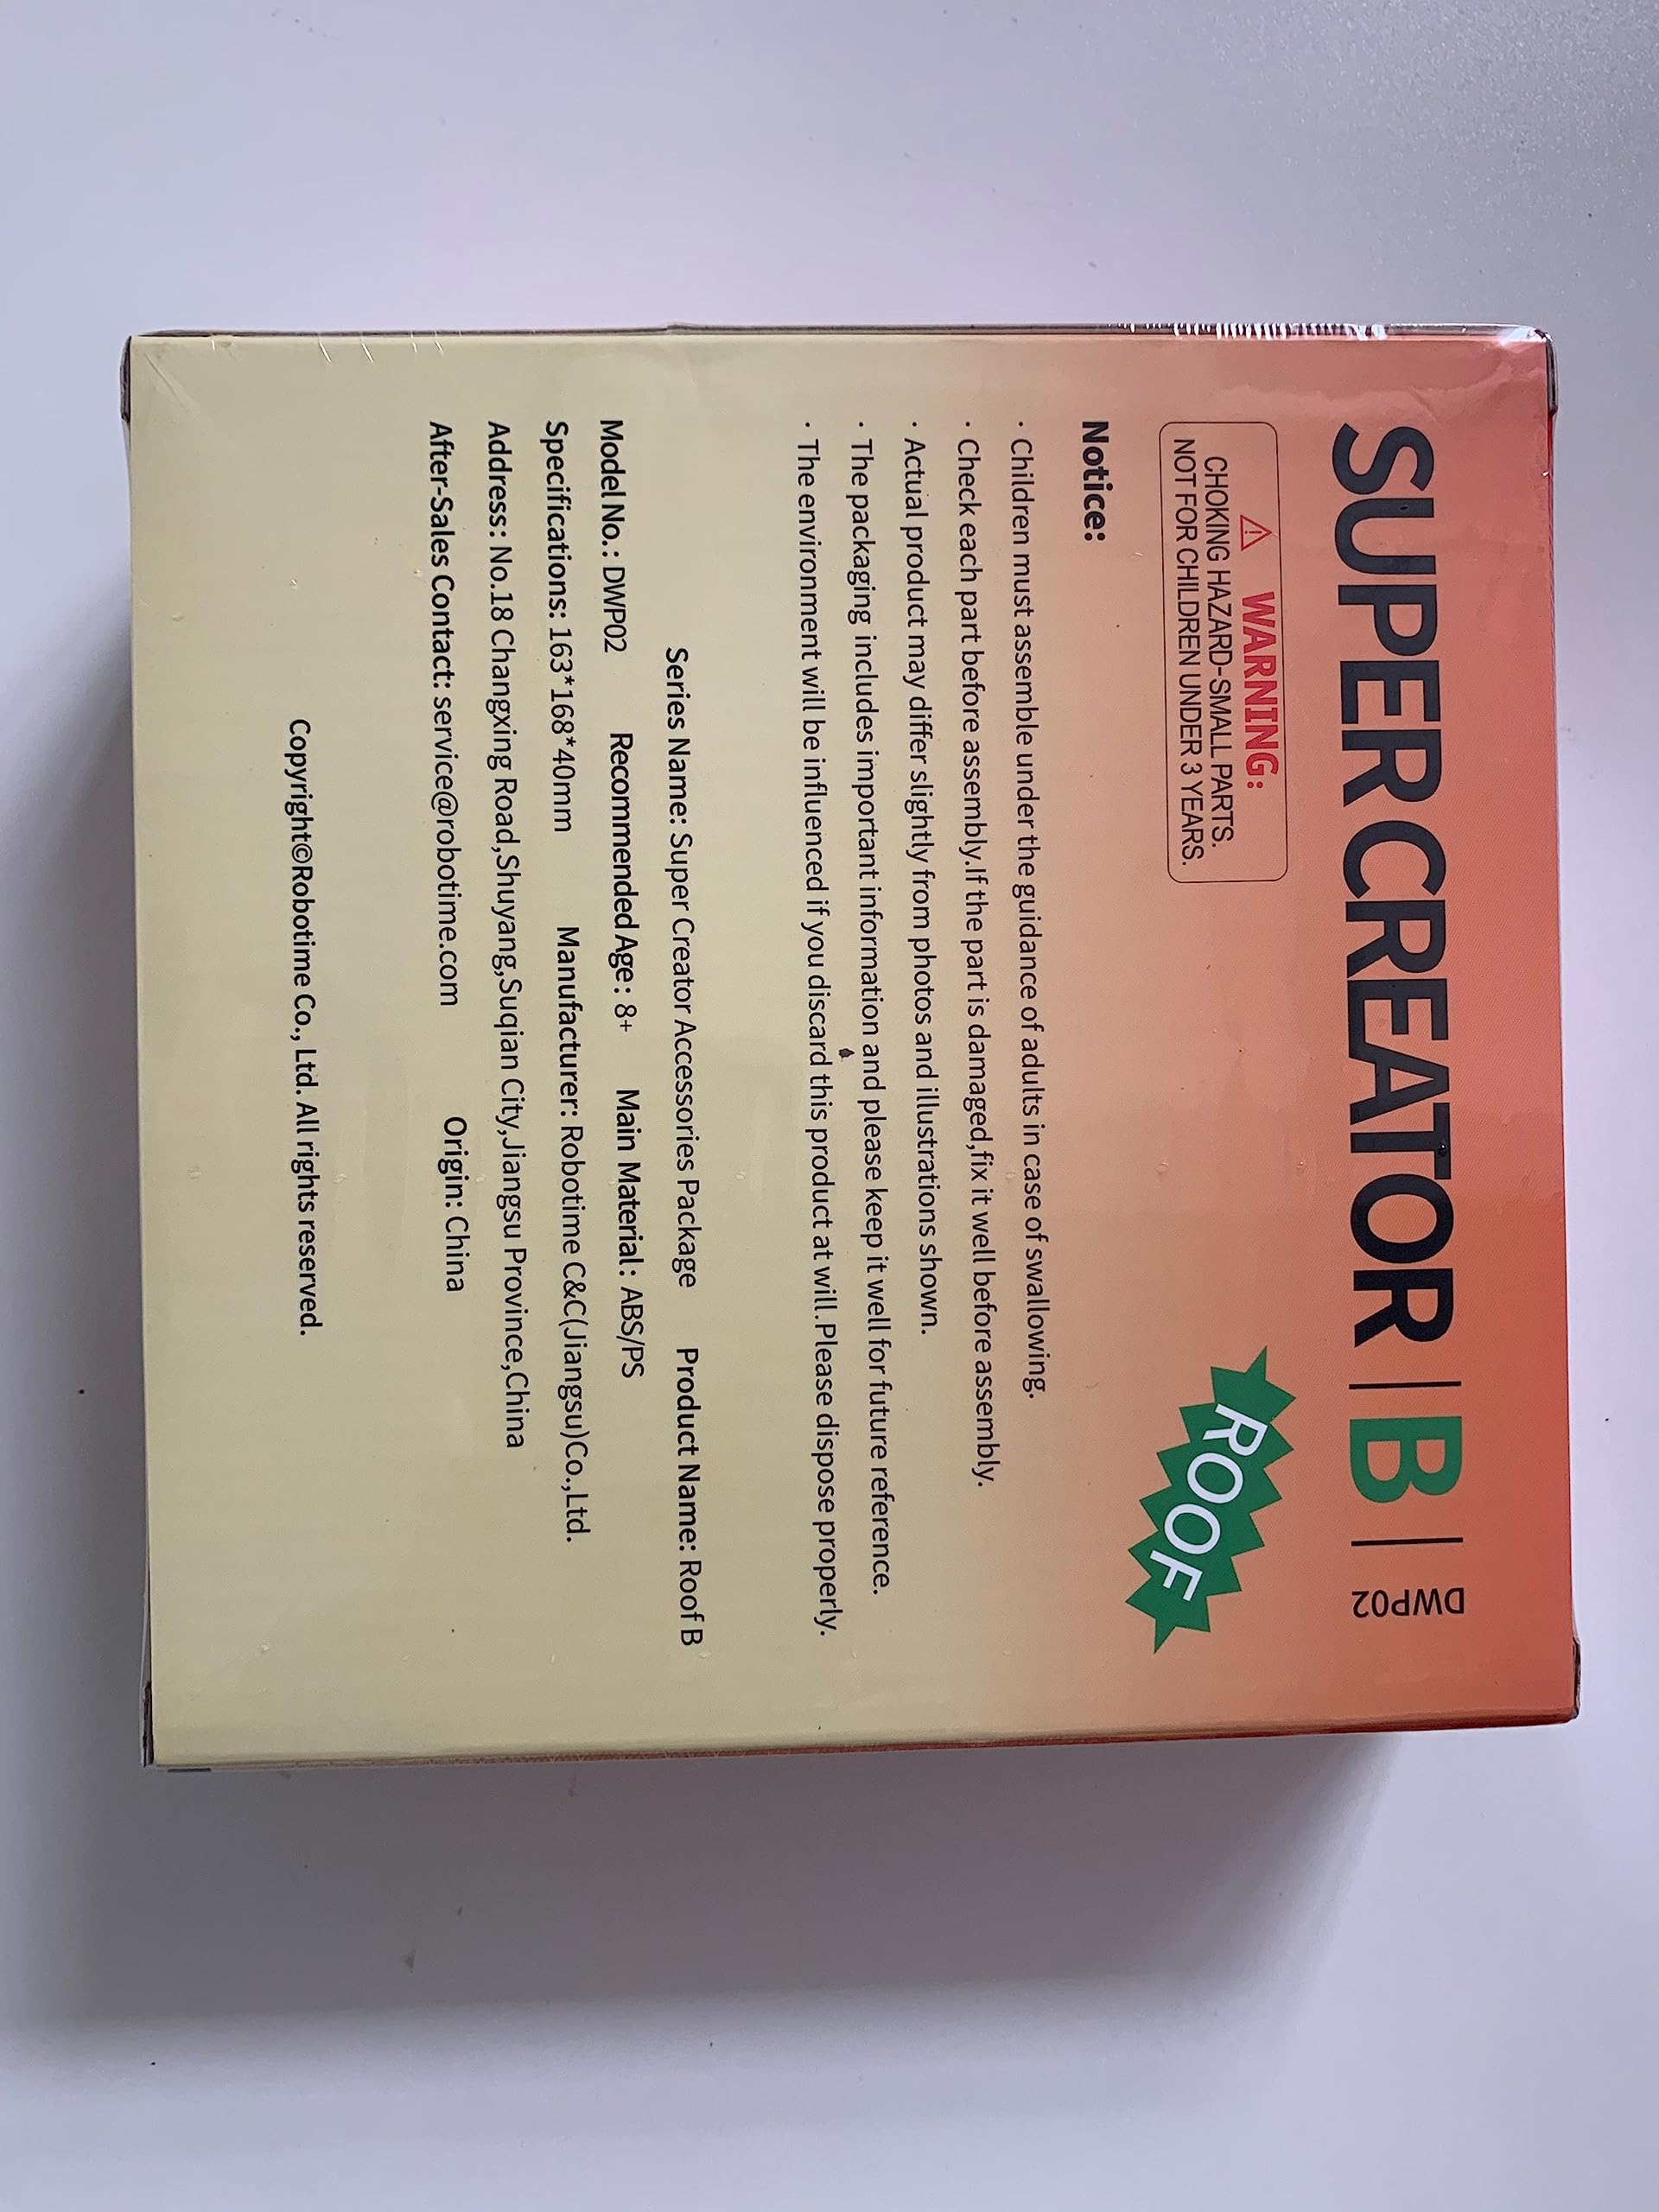 SUPER CREATOR | B | DWP02
WARNING:
CHOKING HAZARD-SMALL PARTS.
NOT FOR CHILDREN UNDER 3 YEARS.
ROOF
Notice:
· Children must assemble under the guidance of adults in case of swallowing.
· Check each part before assembly.If the part is damaged,fix it well before assembly.
· Actual product may differ slightly from photos and illustrations shown.
· The packaging includes important information and please keep it well for future reference.
· The environment will be influenced if you discard this product at will.Please dispose properly.
Series Name: Super Creator Accessories Package Product Name: Roof B
Model No.: DWP02 Recommended Age: 8+ Main Material: ABS/PS
Specifications: 163*168*40mm Manufacturer: Robotime C&C(Jiangsu)Co.,Ltd.
Address: No.18 Changxing Road,Shuyang,Suqian City,Jiangsu Province,China
After-Sales Contact: service@robotime.com Origin: China
Copyright©Robotime Co., Ltd. All rights reserved.